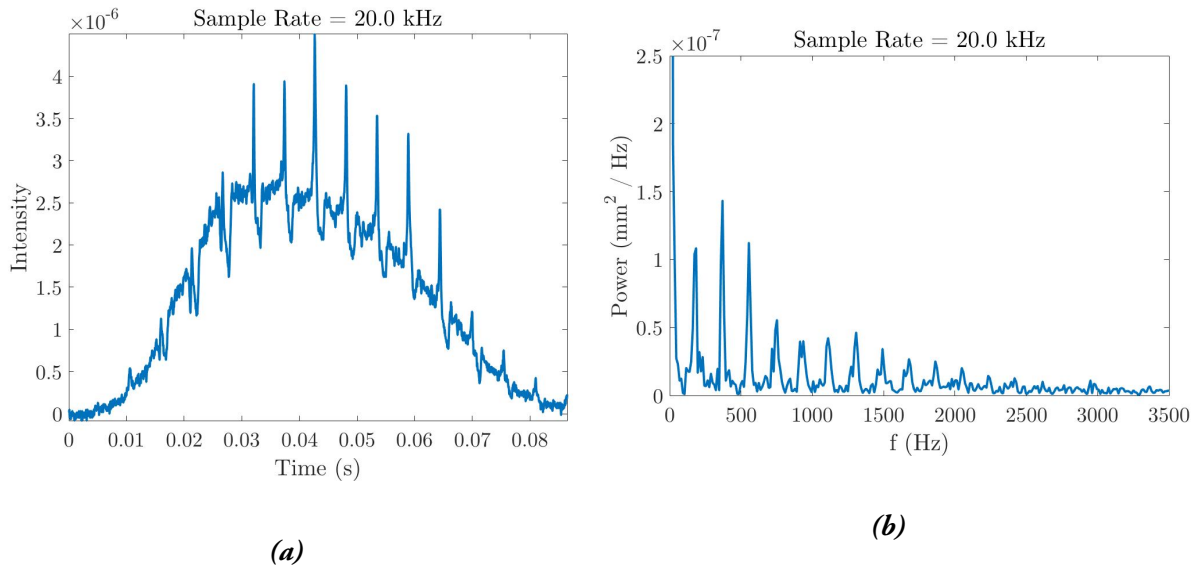 ×10⁻⁶
Sample Rate = 20.0 kHz
4
3.5
3
2.5
2
1.5
1
0.5
0
Intensity
0 0.01 0.02 0.03 0.04 0.05 0.06 0.07 0.08
Time (s)
(a)
×10⁻⁷
Sample Rate = 20.0 kHz
2.5
2
1.5
1
0.5
0
Power (mm² / Hz)
0 500 1000 1500 2000 2500 3000 3500
f (Hz)
(b)